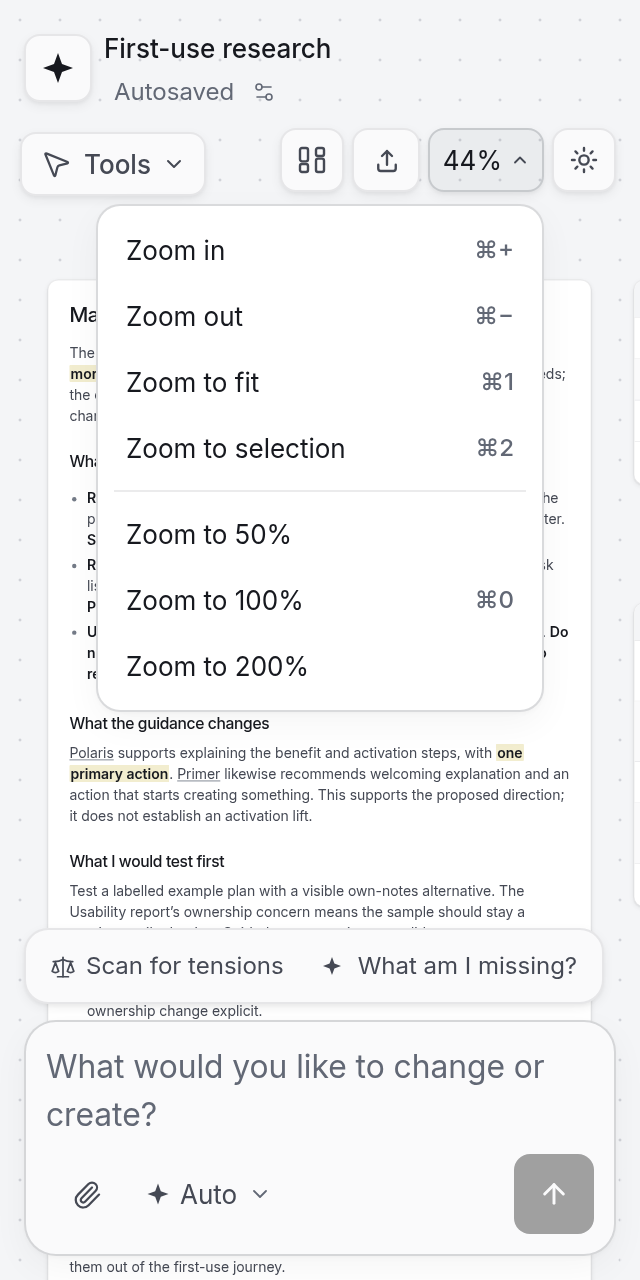 First-use research
Autosaved
Tools
44%
Zoom in ⌘+
Zoom out ⌘−
Zoom to fit ⌘1
Zoom to selection ⌘2
Zoom to 50%
Zoom to 100% ⌘0
Zoom to 200%
The
the
What the guidance changes
Polaris supports explaining the benefit and activation steps, with one
primary action. Primer likewise recommends welcoming explanation and an
action that starts creating something. This supports the proposed direction;
it does not establish an activation lift.
What I would test first
Test a labelled example plan with a visible own-notes alternative. The
Usability report’s ownership concern means the sample should stay a
Scan for tensions
What am I missing?
ownership change explicit.
What would you like to change or
create?
Auto
them out of the first-use journey.